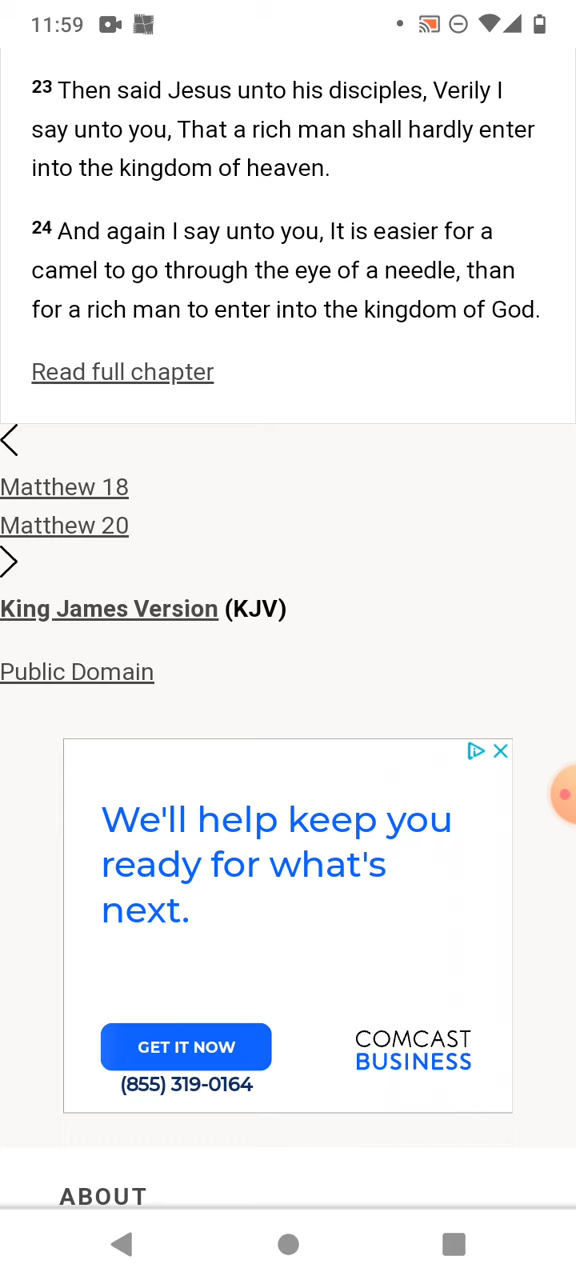 11:59
23 Then said Jesus unto his disciples, Verily I
say unto you, That a rich man shall hardly enter
into the kingdom of heaven.
24 And again I say unto you, It is easier for a
camel to go through the eye of a needle, than
for a rich man to enter into the kingdom of God.
Read full chapter
Matthew 18
Matthew 20
King James Version (KJV)
Public Domain
We'll help keep you
ready for what's
next.
GET IT NOW
(855) 319-0164
COMCAST
BUSINESS
ABOUT